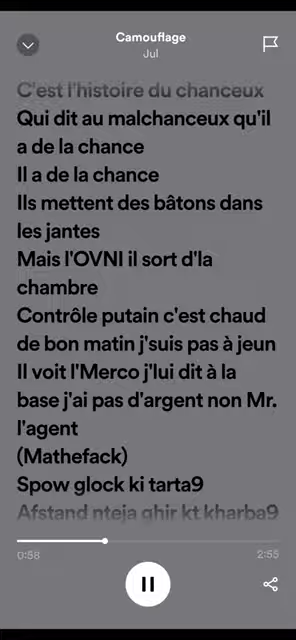 Camouflage
Jul
C'est l'histoire du chanceux
Qui dit au malchanceux qu'il
a de la chance
Il a de la chance
Ils mettent des bâtons dans
les jantes
Mais l'OVNI il sort d'la
chambre
Contrôle putain c'est chaud
de bon matin j'suis pas à jeun
Il voit l'Merco j'lui dit à la
base j'ai pas d'argent non Mr.
l'agent
(Mathefack)
Spow glock ki tarta9
Afstand nteja ghir kt kharba9
0:58
2:55